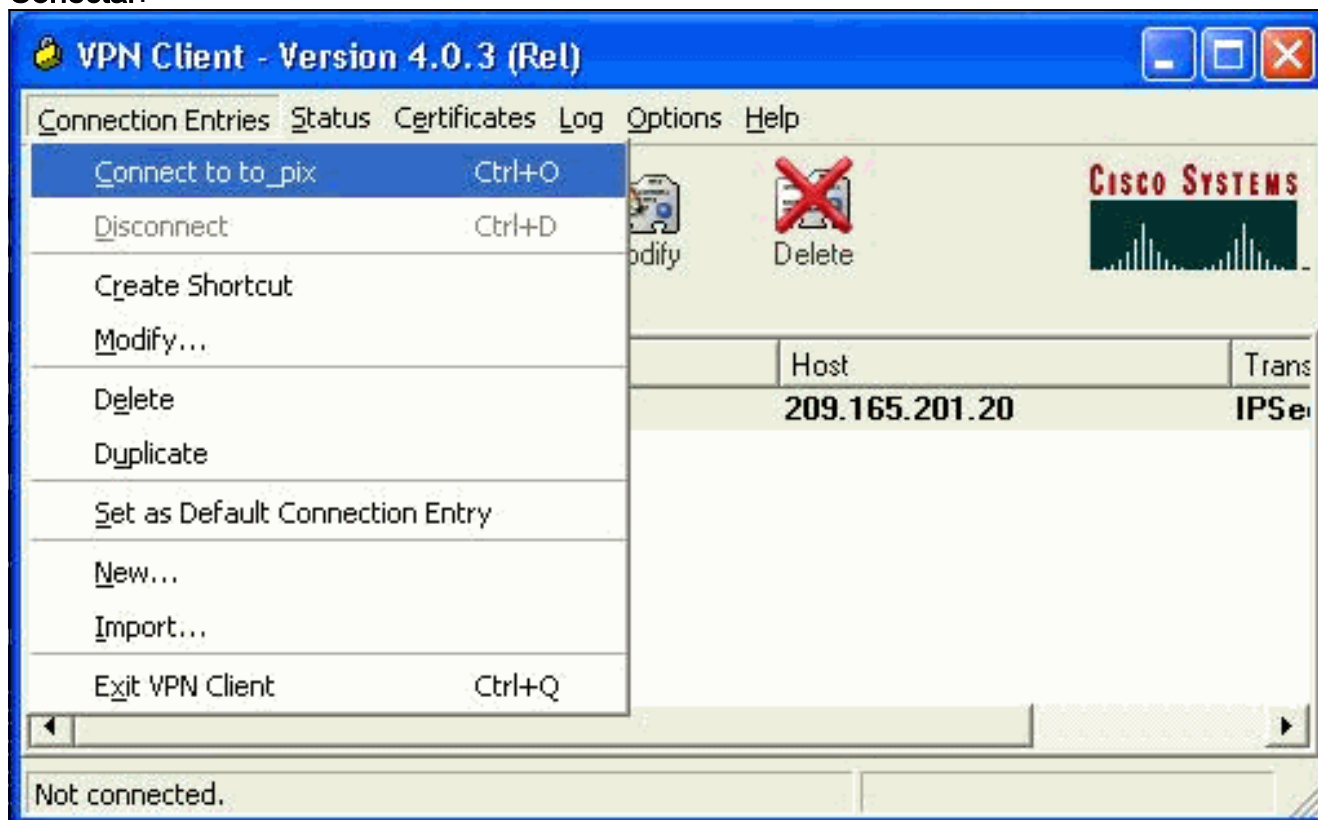 VPN Client - Version 4.0.3 (Rel)
Connection Entries Status Certificates Log Options Help
Connect to to_pix Ctrl+O
Disconnect Ctrl+D
Create Shortcut
Modify...
Delete
Duplicate
Set as Default Connection Entry
New...
Import...
Exit VPN Client Ctrl+Q
odify
Delete
CISCO SYSTEMS
Host Trans
209.165.201.20 IPSe
Not connected.